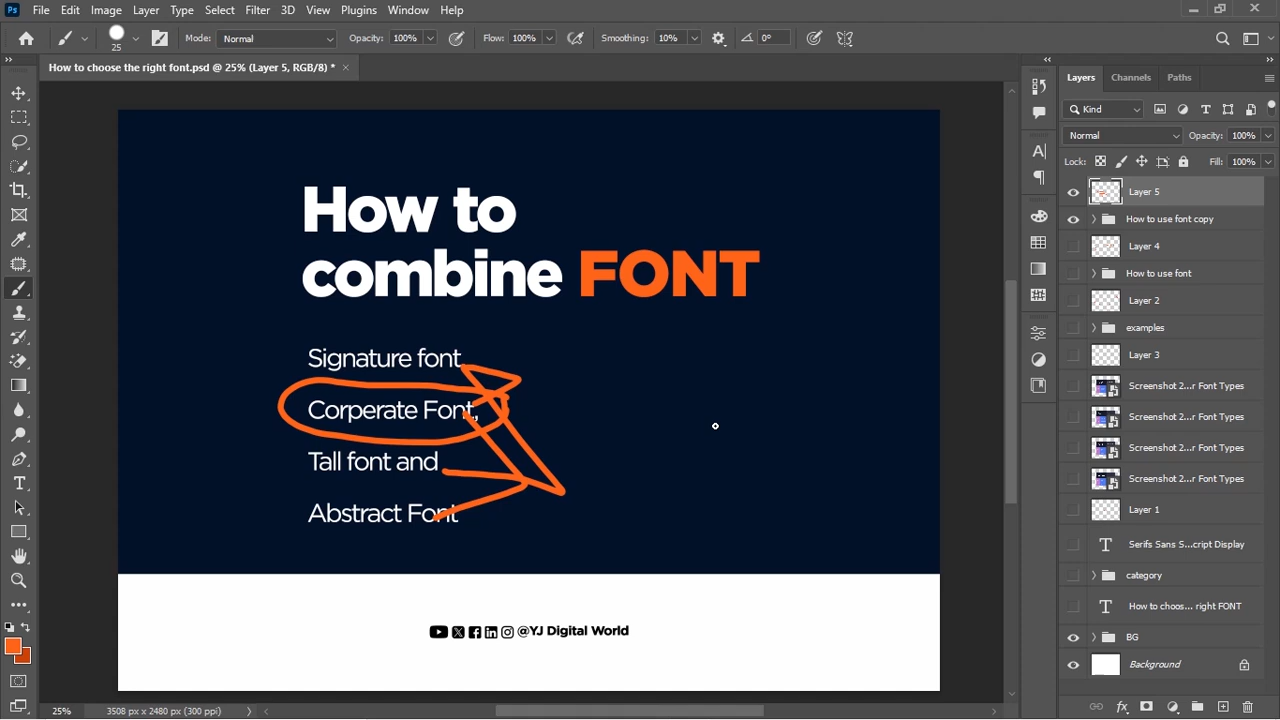 Ps File Edit Image Layer Type Select Filter 3D View Plugins Window Help
25 Mode: Normal Opacity: 100% Flow: 100% Smoothing: 10% 0°
How to choose the right font.psd @ 25% (Layer 5, RGB/8) *
Layers Channels Paths
Kind
Normal Opacity: 100%
Lock: Fill: 100%
Layer 5
How to use font copy
Layer 4
How to use font
Layer 2
examples
Layer 3
Screenshot 2...r Font Types
Screenshot 2...r Font Types
Screenshot 2...r Font Types
Screenshot 2...r Font Types
Layer 1
Serifs Sans S...cript Display
category
How to choos... right FONT
BG
Background
How to
combine FONT
Signature font
Corperate Font,
Tall font and
Abstract Font
@YJ Digital World
25% 3508 px x 2480 px (300 ppi)